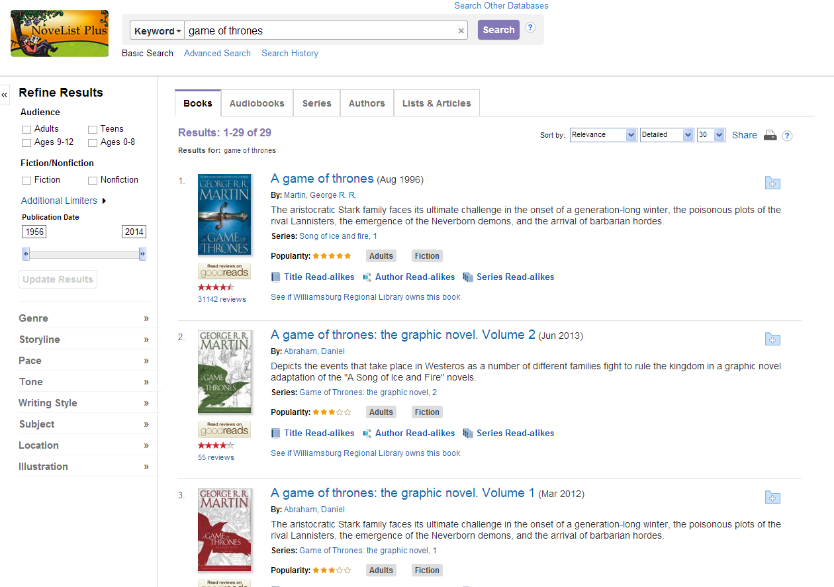 Search Other Databases
NoveList Plus
Keyword
game of thrones
×
Search
?
Basic Search Advanced Search Search History
«
Refine Results
Audience
Adults Teens
Ages 9-12 Ages 0-8
Fiction/Nonfiction
Fiction Nonfiction
Additional Limiters
Publication Date
1956 2014
Update Results
Genre »
Storyline »
Pace »
Tone »
Writing Style »
Subject »
Location »
Illustration »
Books Audiobooks Series Authors Lists & Articles
Results: 1-29 of 29
Sort by: Relevance Detailed 30 Share ?
Results for: game of thrones
1. A game of thrones (Aug 1996)
By: Martin, George R. R.
The aristocratic Stark family faces its ultimate challenge in the onset of a generation-long winter, the poisonous plots of the
rival Lannisters, the emergence of the Neverborn demons, and the arrival of barbarian hordes.
Series: Song of ice and fire, 1
Popularity: ★★★★★ Adults Fiction
Title Read-alikes Author Read-alikes Series Read-alikes
See if Williamsburg Regional Library owns this book
GEORGE R.R.
MARTIN
A GAME OF
THRONES
Read reviews on
goodreads
31142 reviews
2. A game of thrones: the graphic novel. Volume 2 (Jun 2013)
By: Abraham, Daniel
Depicts the events that take place in Westeros as a number of different families fight to rule the kingdom in a graphic novel
adaptation of the "A Song of Ice and Fire" novels.
Series: Game of Thrones: the graphic novel, 2
Popularity: ★★★☆☆ Adults Fiction
Title Read-alikes Author Read-alikes Series Read-alikes
See if Williamsburg Regional Library owns this book
GEORGE R.R.
MARTIN
A GAME
OF THRONES
Read reviews on
goodreads
55 reviews
3. A game of thrones: the graphic novel. Volume 1 (Mar 2012)
By: Abraham, Daniel
The aristocratic Stark family faces its ultimate challenge in the onset of a generation-long winter, the poisonous plots of the
rival Lannisters, the emergence of the Neverborn demons, and the arrival of barbarian hordes.
Series: Game of Thrones: the graphic novel, 1
Popularity: ★★★☆☆ Adults Fiction
GEORGE R.R.
MARTIN
A GAME
OF THRONES
Read reviews on